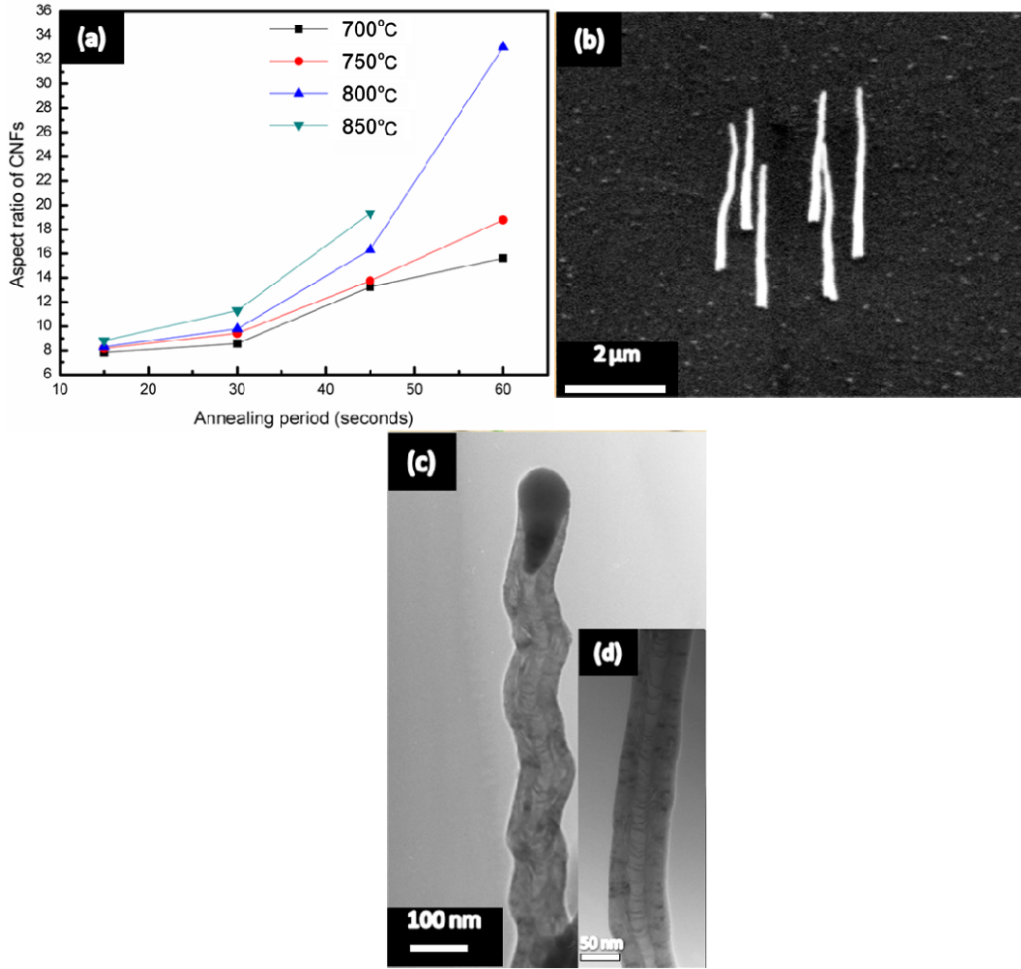 (a)
700°C
750°C
800°C
850°C
Aspect ratio of CNFs
36
34
32
30
28
26
24
22
20
18
16
14
12
10
8
6
10
20
30
40
50
60
Annealing period (seconds)
(b)
2 μm
(c)
100 nm
(d)
50 nm